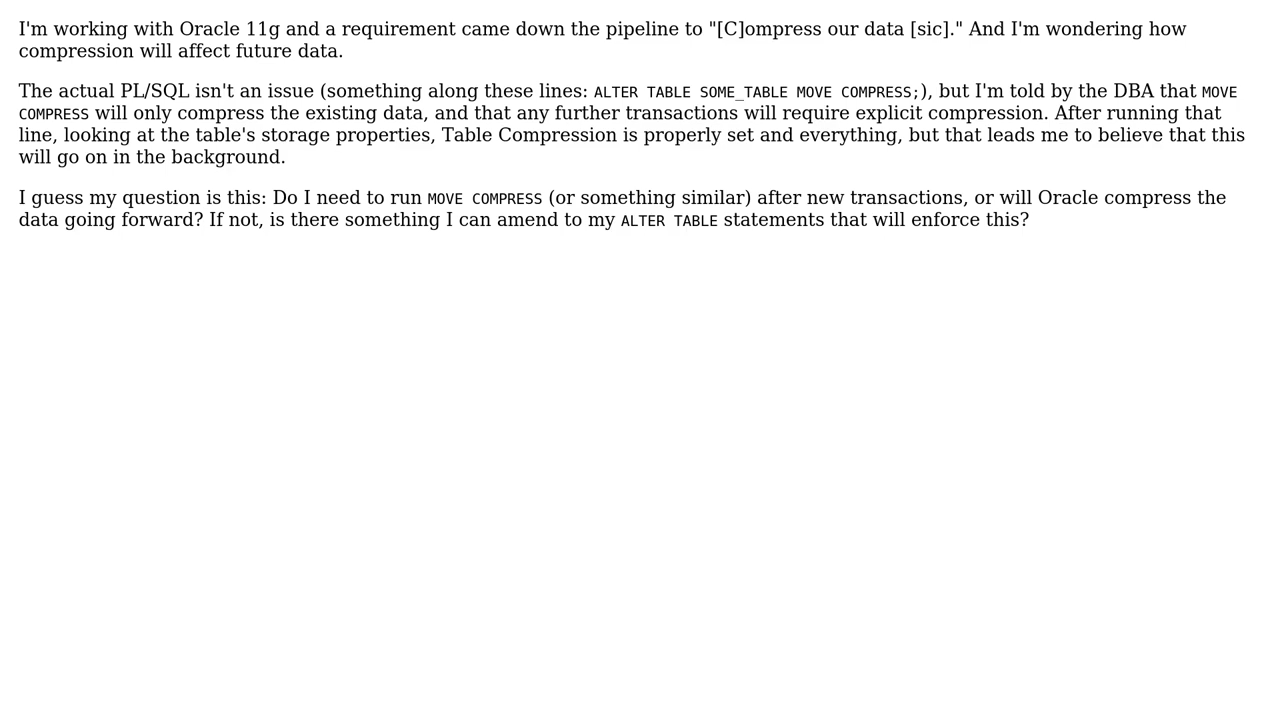 I'm working with Oracle 11g and a requirement came down the pipeline to "[C]ompress our data [sic]." And I'm wondering how
compression will affect future data.
The actual PL/SQL isn't an issue (something along these lines: ALTER TABLE SOME_TABLE MOVE COMPRESS;), but I'm told by the DBA that MOVE
COMPRESS will only compress the existing data, and that any further transactions will require explicit compression. After running that
line, looking at the table's storage properties, Table Compression is properly set and everything, but that leads me to believe that this
will go on in the background.
I guess my question is this: Do I need to run MOVE COMPRESS (or something similar) after new transactions, or will Oracle compress the
data going forward? If not, is there something I can amend to my ALTER TABLE statements that will enforce this?